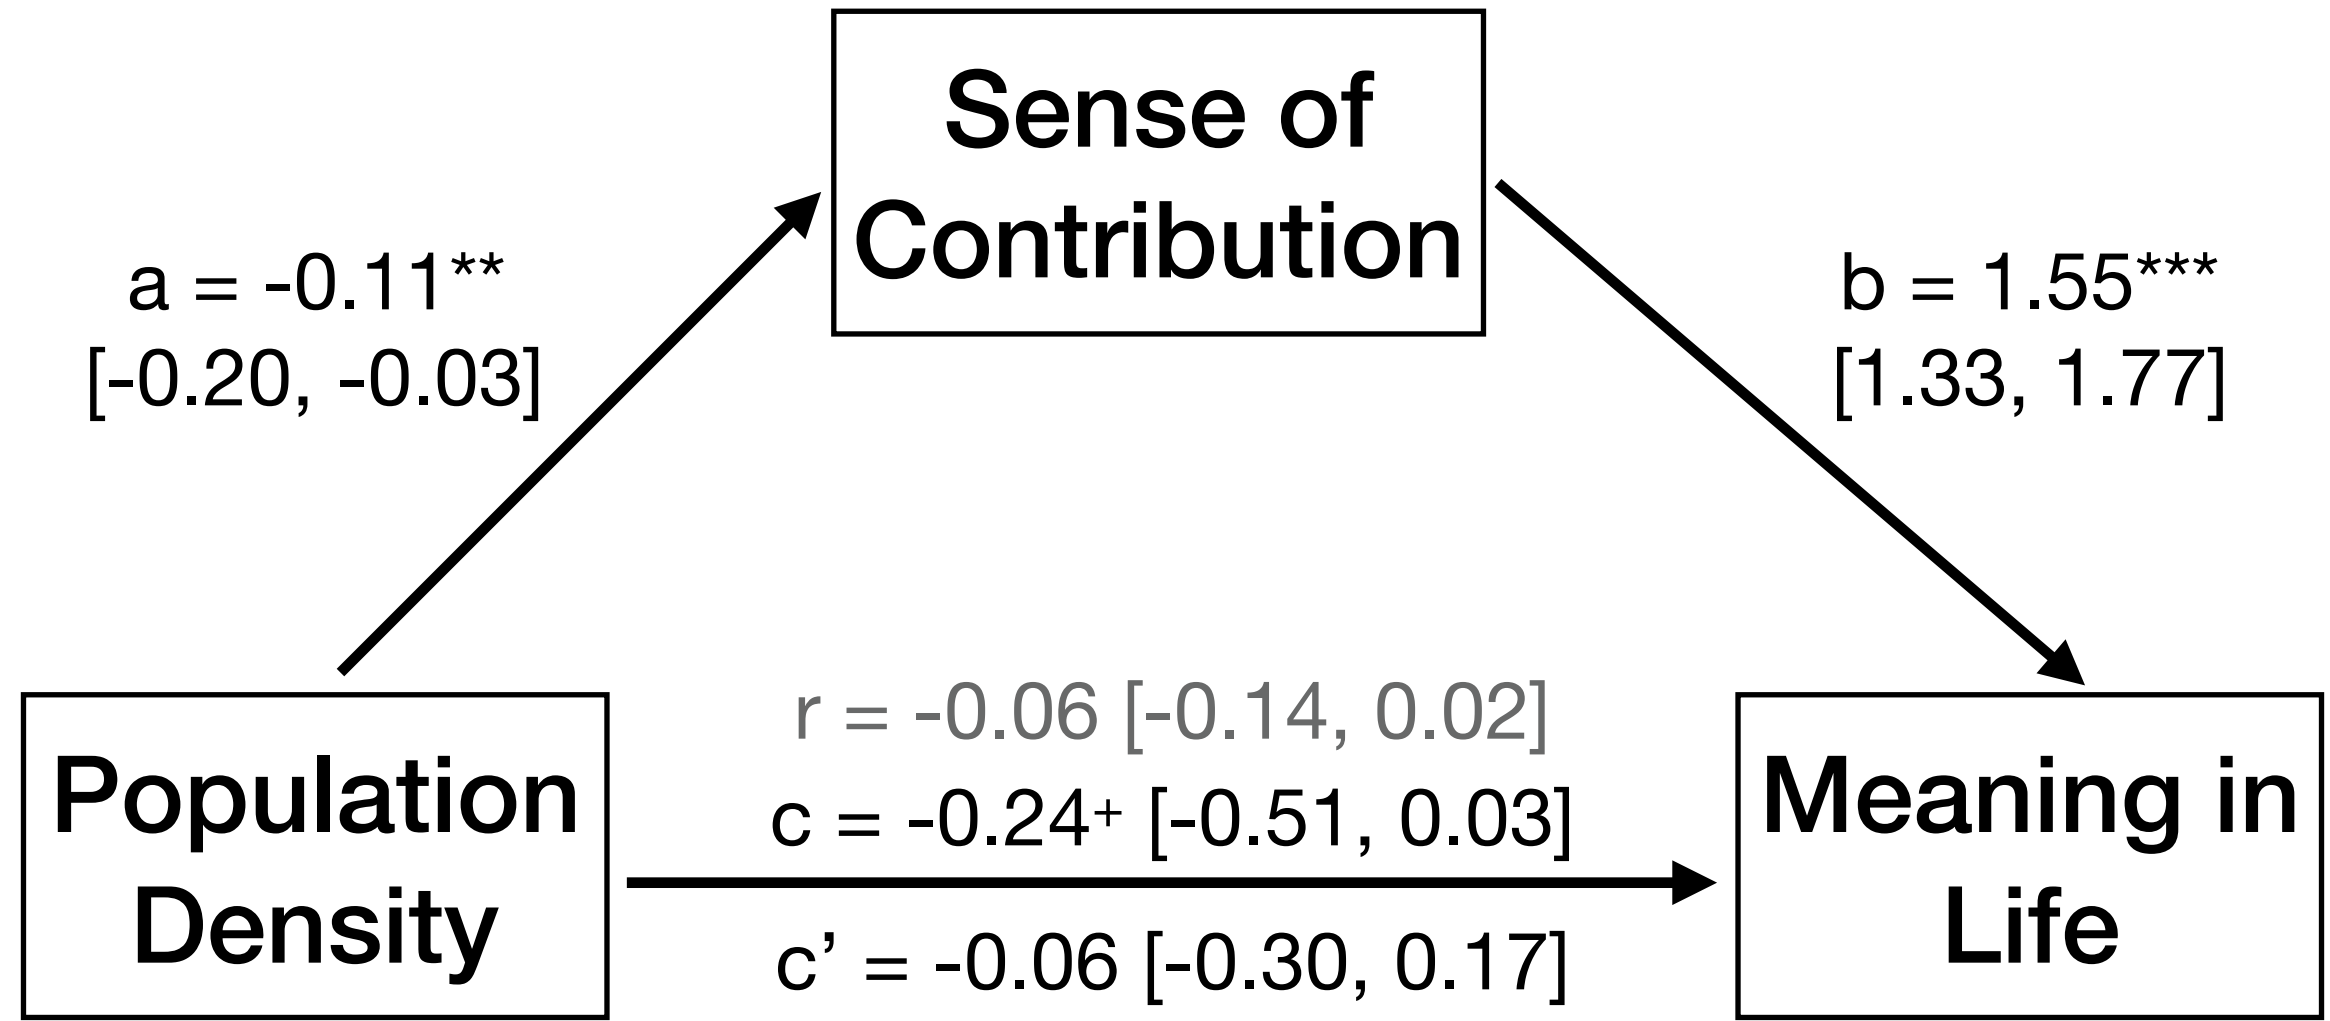 Sense of
Contribution
a = -0.11**
[-0.20, -0.03]
b = 1.55***
[1.33, 1.77]
r = -0.06 [-0.14, 0.02]
c = -0.24⁺ [-0.51, 0.03]
c’ = -0.06 [-0.30, 0.17]
Population
Density
Meaning in
Life